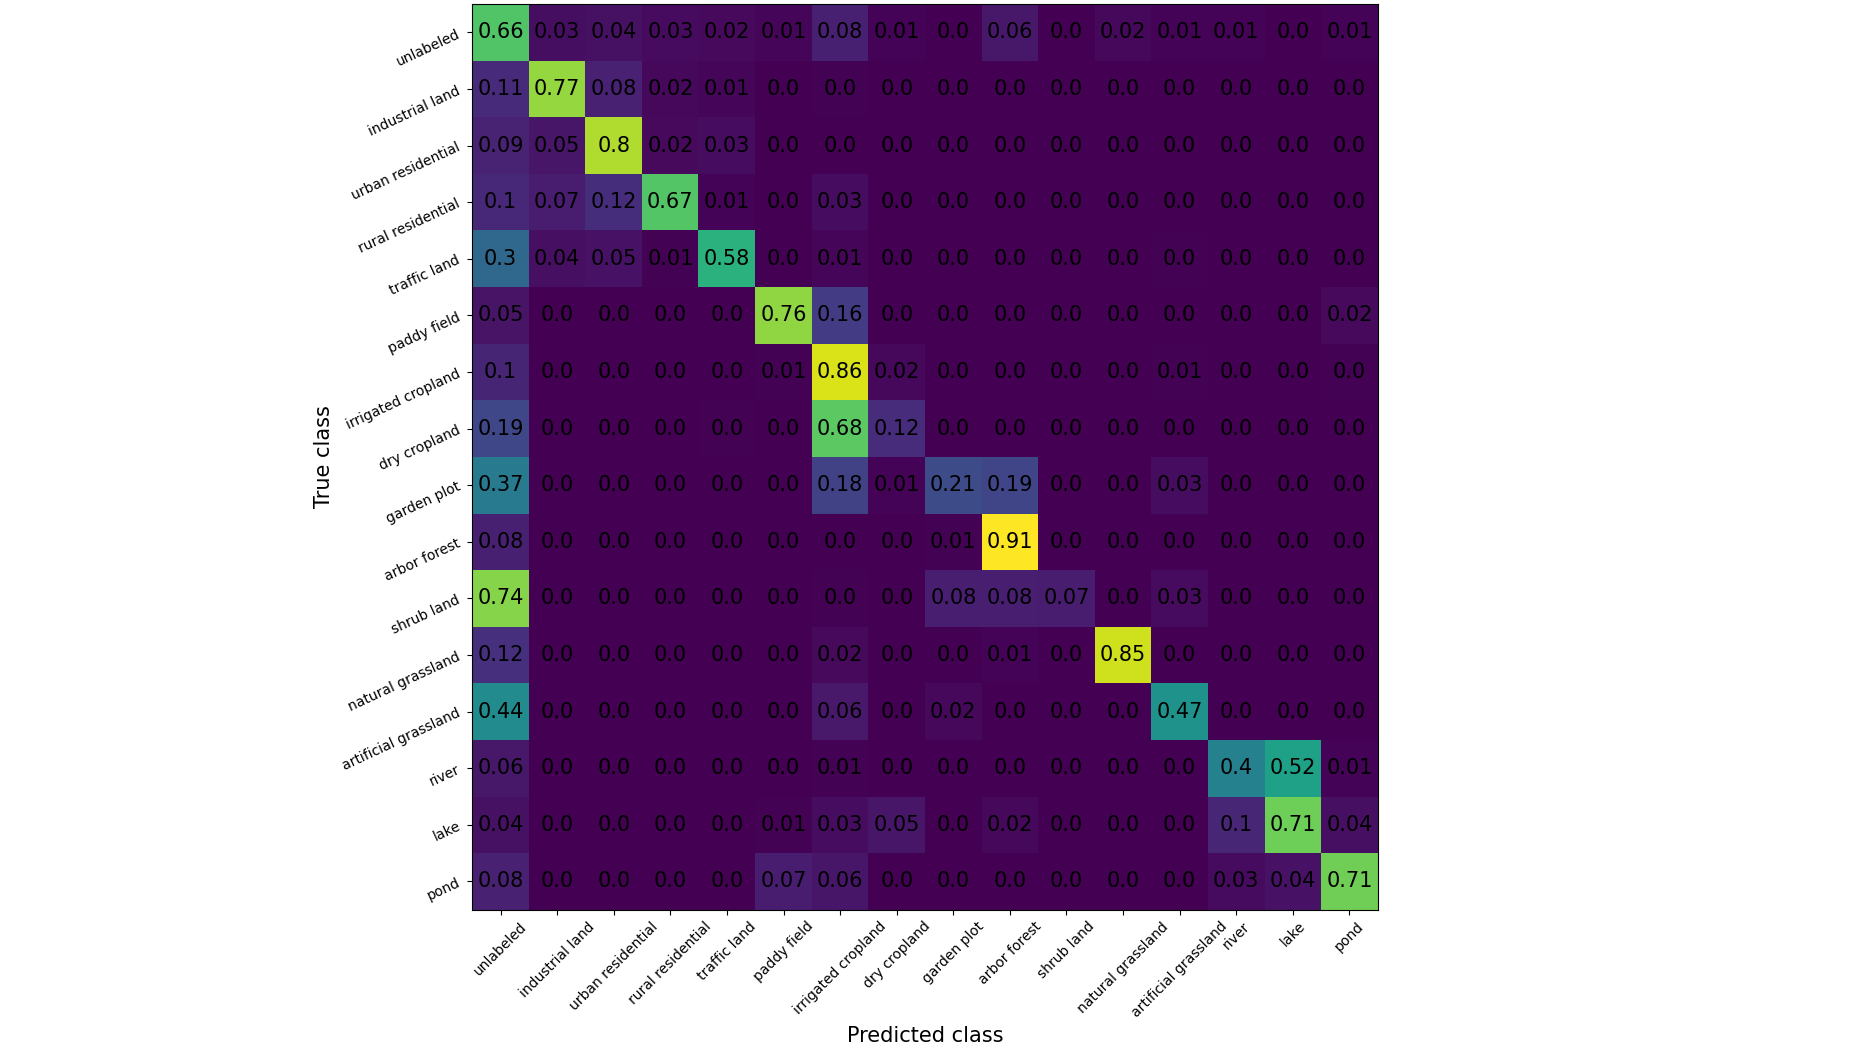 unlabeled 0.66 0.03 0.04 0.03 0.02 0.01 0.08 0.01 0.0 0.06 0.0 0.02 0.01 0.01 0.0 0.01
industrial land 0.11 0.77 0.08 0.02 0.01 0.0 0.0 0.0 0.0 0.0 0.0 0.0 0.0 0.0 0.0 0.0
urban residential 0.09 0.05 0.8 0.02 0.03 0.0 0.0 0.0 0.0 0.0 0.0 0.0 0.0 0.0 0.0 0.0
rural residential 0.1 0.07 0.12 0.67 0.01 0.0 0.03 0.0 0.0 0.0 0.0 0.0 0.0 0.0 0.0 0.0
traffic land 0.3 0.04 0.05 0.01 0.58 0.0 0.01 0.0 0.0 0.0 0.0 0.0 0.0 0.0 0.0 0.0
paddy field 0.05 0.0 0.0 0.0 0.0 0.76 0.16 0.0 0.0 0.0 0.0 0.0 0.0 0.0 0.0 0.02
irrigated cropland 0.1 0.0 0.0 0.0 0.0 0.01 0.86 0.02 0.0 0.0 0.0 0.0 0.01 0.0 0.0 0.0
dry cropland 0.19 0.0 0.0 0.0 0.0 0.0 0.68 0.12 0.0 0.0 0.0 0.0 0.0 0.0 0.0 0.0
garden plot 0.37 0.0 0.0 0.0 0.0 0.0 0.18 0.01 0.21 0.19 0.0 0.0 0.03 0.0 0.0 0.0
arbor forest 0.08 0.0 0.0 0.0 0.0 0.0 0.0 0.0 0.01 0.91 0.0 0.0 0.0 0.0 0.0 0.0
shrub land 0.74 0.0 0.0 0.0 0.0 0.0 0.0 0.0 0.08 0.08 0.07 0.0 0.03 0.0 0.0 0.0
natural grassland 0.12 0.0 0.0 0.0 0.0 0.0 0.02 0.0 0.0 0.01 0.0 0.85 0.0 0.0 0.0 0.0
artificial grassland 0.44 0.0 0.0 0.0 0.0 0.0 0.06 0.0 0.02 0.0 0.0 0.0 0.47 0.0 0.0 0.0
river 0.06 0.0 0.0 0.0 0.0 0.0 0.01 0.0 0.0 0.0 0.0 0.0 0.0 0.4 0.52 0.01
lake 0.04 0.0 0.0 0.0 0.0 0.01 0.03 0.05 0.0 0.02 0.0 0.0 0.0 0.1 0.71 0.04
pond 0.08 0.0 0.0 0.0 0.0 0.07 0.06 0.0 0.0 0.0 0.0 0.0 0.0 0.03 0.04 0.71
True class
unlabeled industrial land urban residential rural residential traffic land paddy field irrigated cropland dry cropland garden plot arbor forest shrub land natural grassland artificial grassland river lake pond
Predicted class